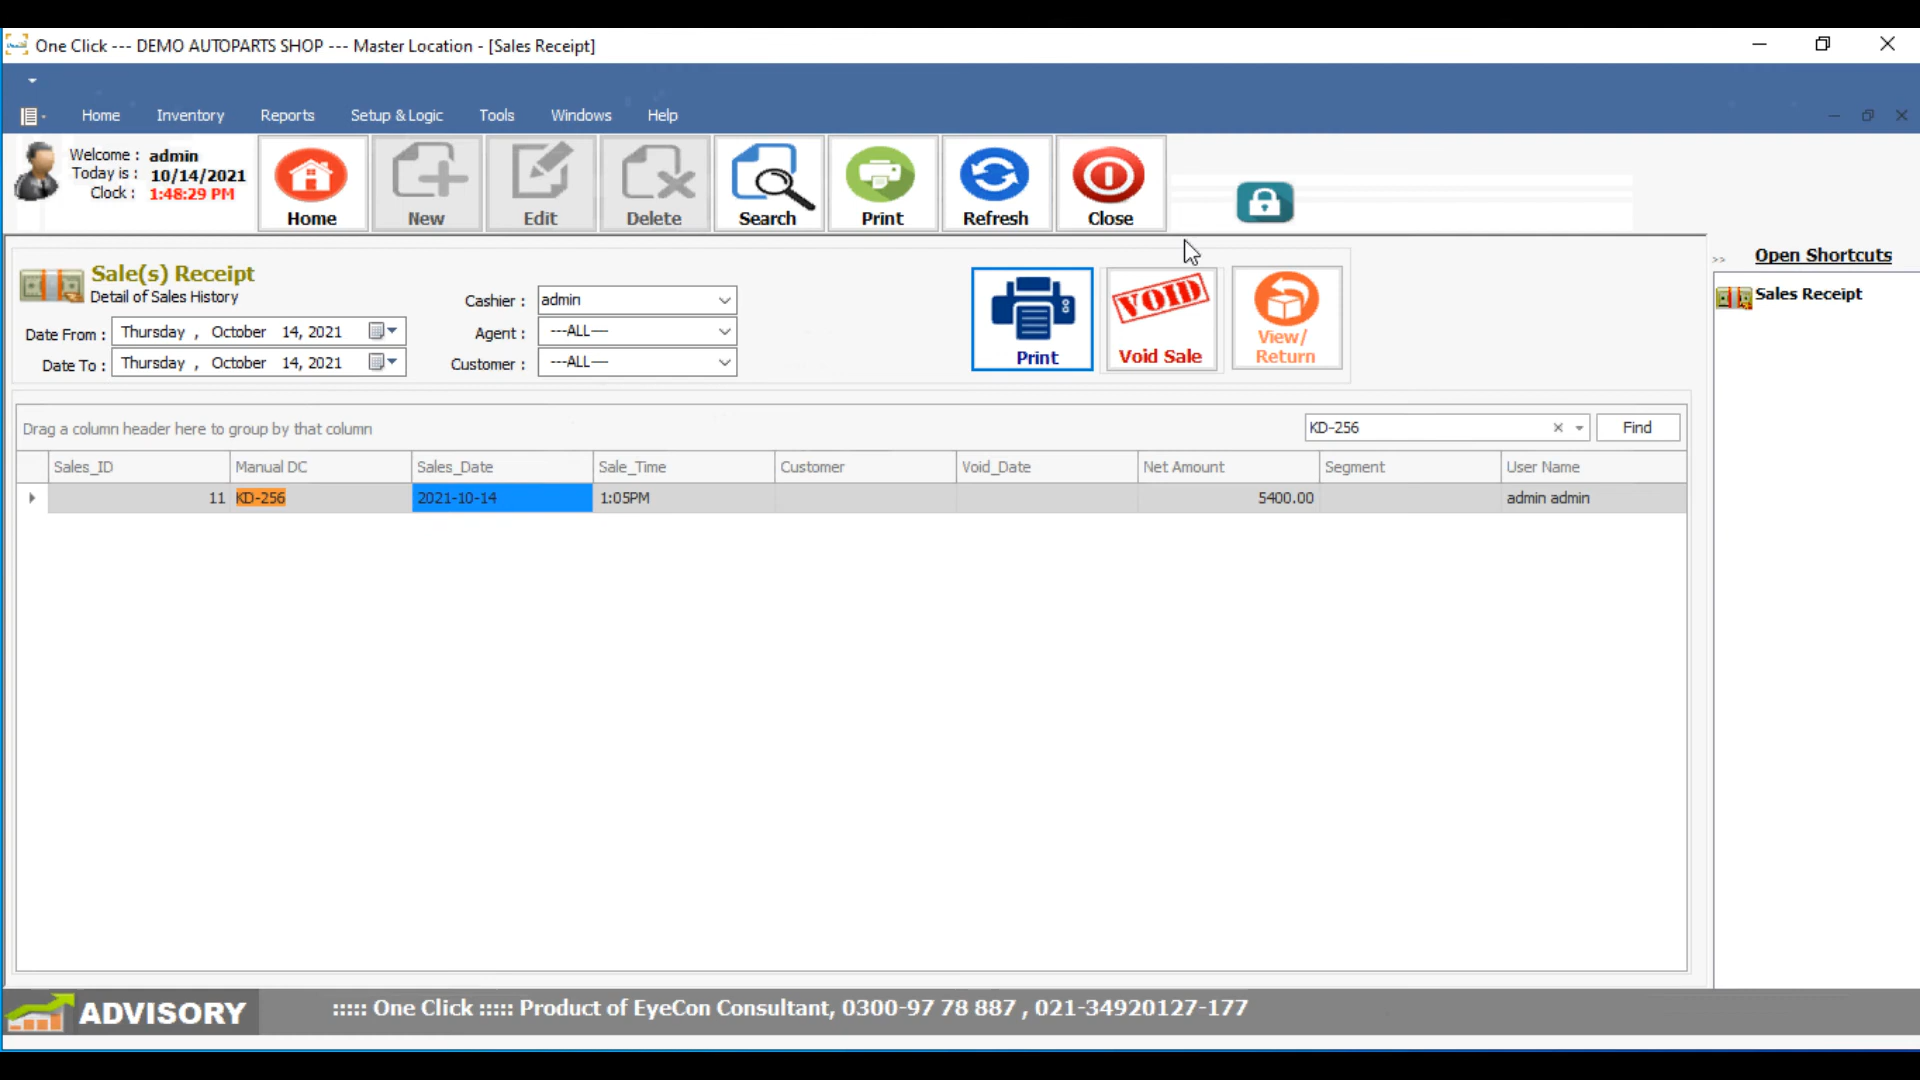 One Click --- DEMO AUTOPARTS SHOP --- Master Location - [Sales Receipt]
Home Inventory Reports Setup & Logic Tools Windows Help
Welcome : admin
Today is : 10/14/2021
Clock : 1:48:29 PM
Home New Edit Delete Search Print Refresh Close
Sale(s) Receipt
Detail of Sales History
Date From : Thursday , October 14, 2021
Date To : Thursday , October 14, 2021
Cashier : admin
Agent : ---ALL---
Customer : ---ALL---
Print
VOID
Void Sale
View/
Return
>> Open Shortcuts
Sales Receipt
Drag a column header here to group by that column
KD-256 Find
Sales_ID Manual DC Sales_Date Sale_Time Customer Void_Date Net Amount Segment User Name
11 KD-256 2021-10-14 1:05PM 5400.00 admin admin
ADVISORY
::::: One Click ::::: Product of EyeCon Consultant, 0300-97 78 887 , 021-34920127-177